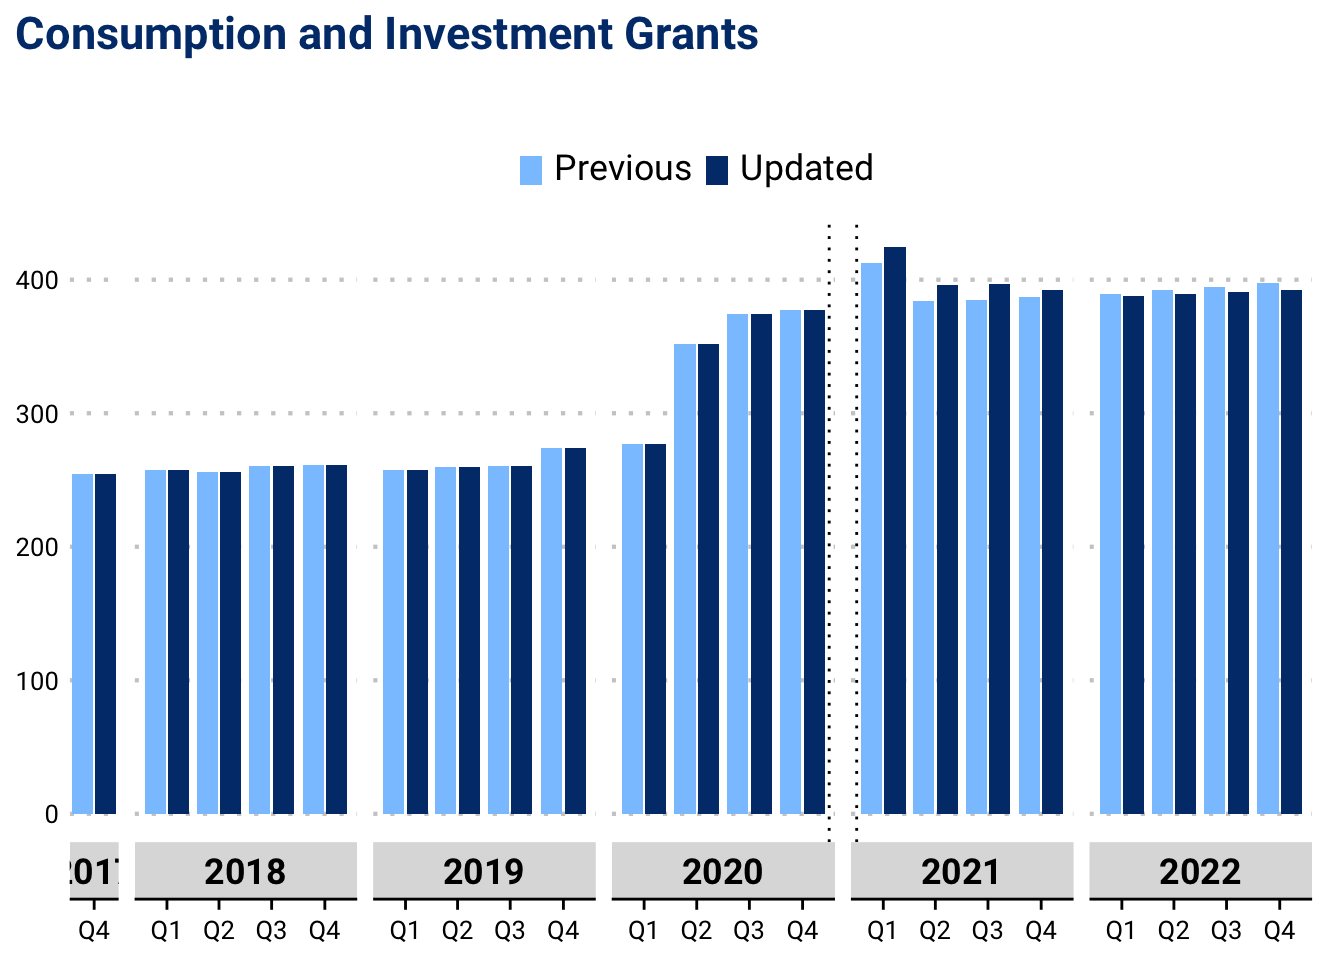 Consumption and Investment Grants
Previous Updated
400
300
200
100
0
2017 2018 2019 2020 2021 2022
Q4 Q1 Q2 Q3 Q4 Q1 Q2 Q3 Q4 Q1 Q2 Q3 Q4 Q1 Q2 Q3 Q4 Q1 Q2 Q3 Q4